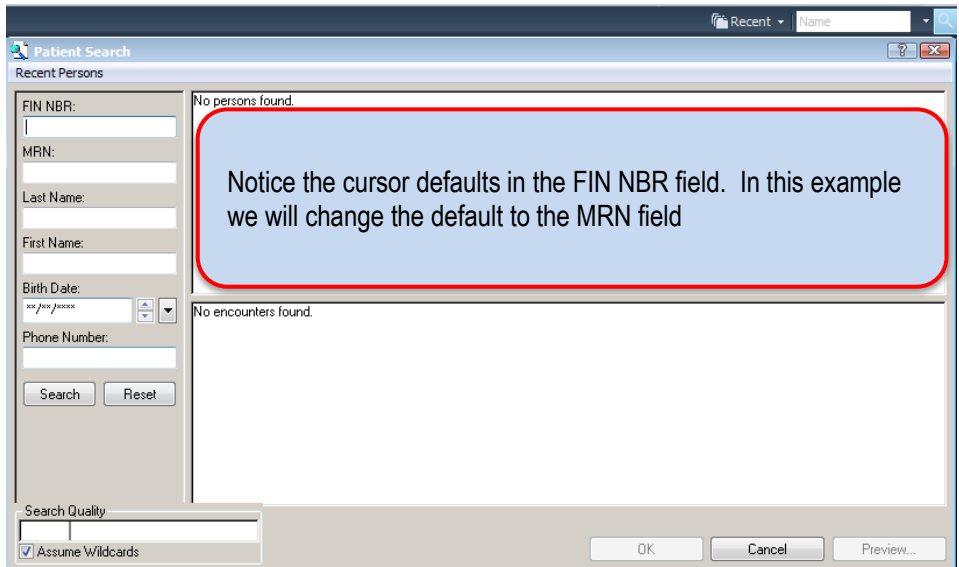 Recent
Name
Patient Search
?
Recent Persons
FIN NBR:
MRN:
Last Name:
First Name:
Birth Date:
**/**/****
Phone Number:
Search Reset
No persons found.
Notice the cursor defaults in the FIN NBR field. In this example
we will change the default to the MRN field
No encounters found.
Search Quality
Assume Wildcards
OK Cancel Preview...